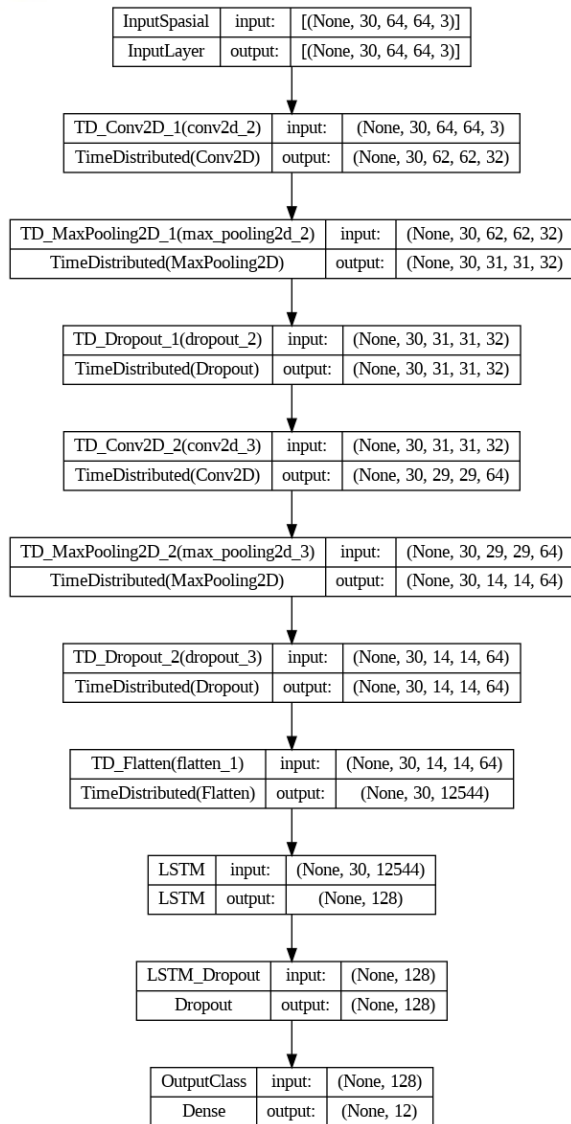 InputSpasial input: [(None, 30, 64, 64, 3)]
InputLayer output: [(None, 30, 64, 64, 3)]
TD_Conv2D_1(conv2d_2) input: (None, 30, 64, 64, 3)
TimeDistributed(Conv2D) output: (None, 30, 62, 62, 32)
TD_MaxPooling2D_1(max_pooling2d_2) input: (None, 30, 62, 62, 32)
TimeDistributed(MaxPooling2D) output: (None, 30, 31, 31, 32)
TD_Dropout_1(dropout_2) input: (None, 30, 31, 31, 32)
TimeDistributed(Dropout) output: (None, 30, 31, 31, 32)
TD_Conv2D_2(conv2d_3) input: (None, 30, 31, 31, 32)
TimeDistributed(Conv2D) output: (None, 30, 29, 29, 64)
TD_MaxPooling2D_2(max_pooling2d_3) input: (None, 30, 29, 29, 64)
TimeDistributed(MaxPooling2D) output: (None, 30, 14, 14, 64)
TD_Dropout_2(dropout_3) input: (None, 30, 14, 14, 64)
TimeDistributed(Dropout) output: (None, 30, 14, 14, 64)
TD_Flatten(flatten_1) input: (None, 30, 14, 14, 64)
TimeDistributed(Flatten) output: (None, 30, 12544)
LSTM input: (None, 30, 12544)
LSTM output: (None, 128)
LSTM_Dropout input: (None, 128)
Dropout output: (None, 128)
OutputClass input: (None, 128)
Dense output: (None, 12)